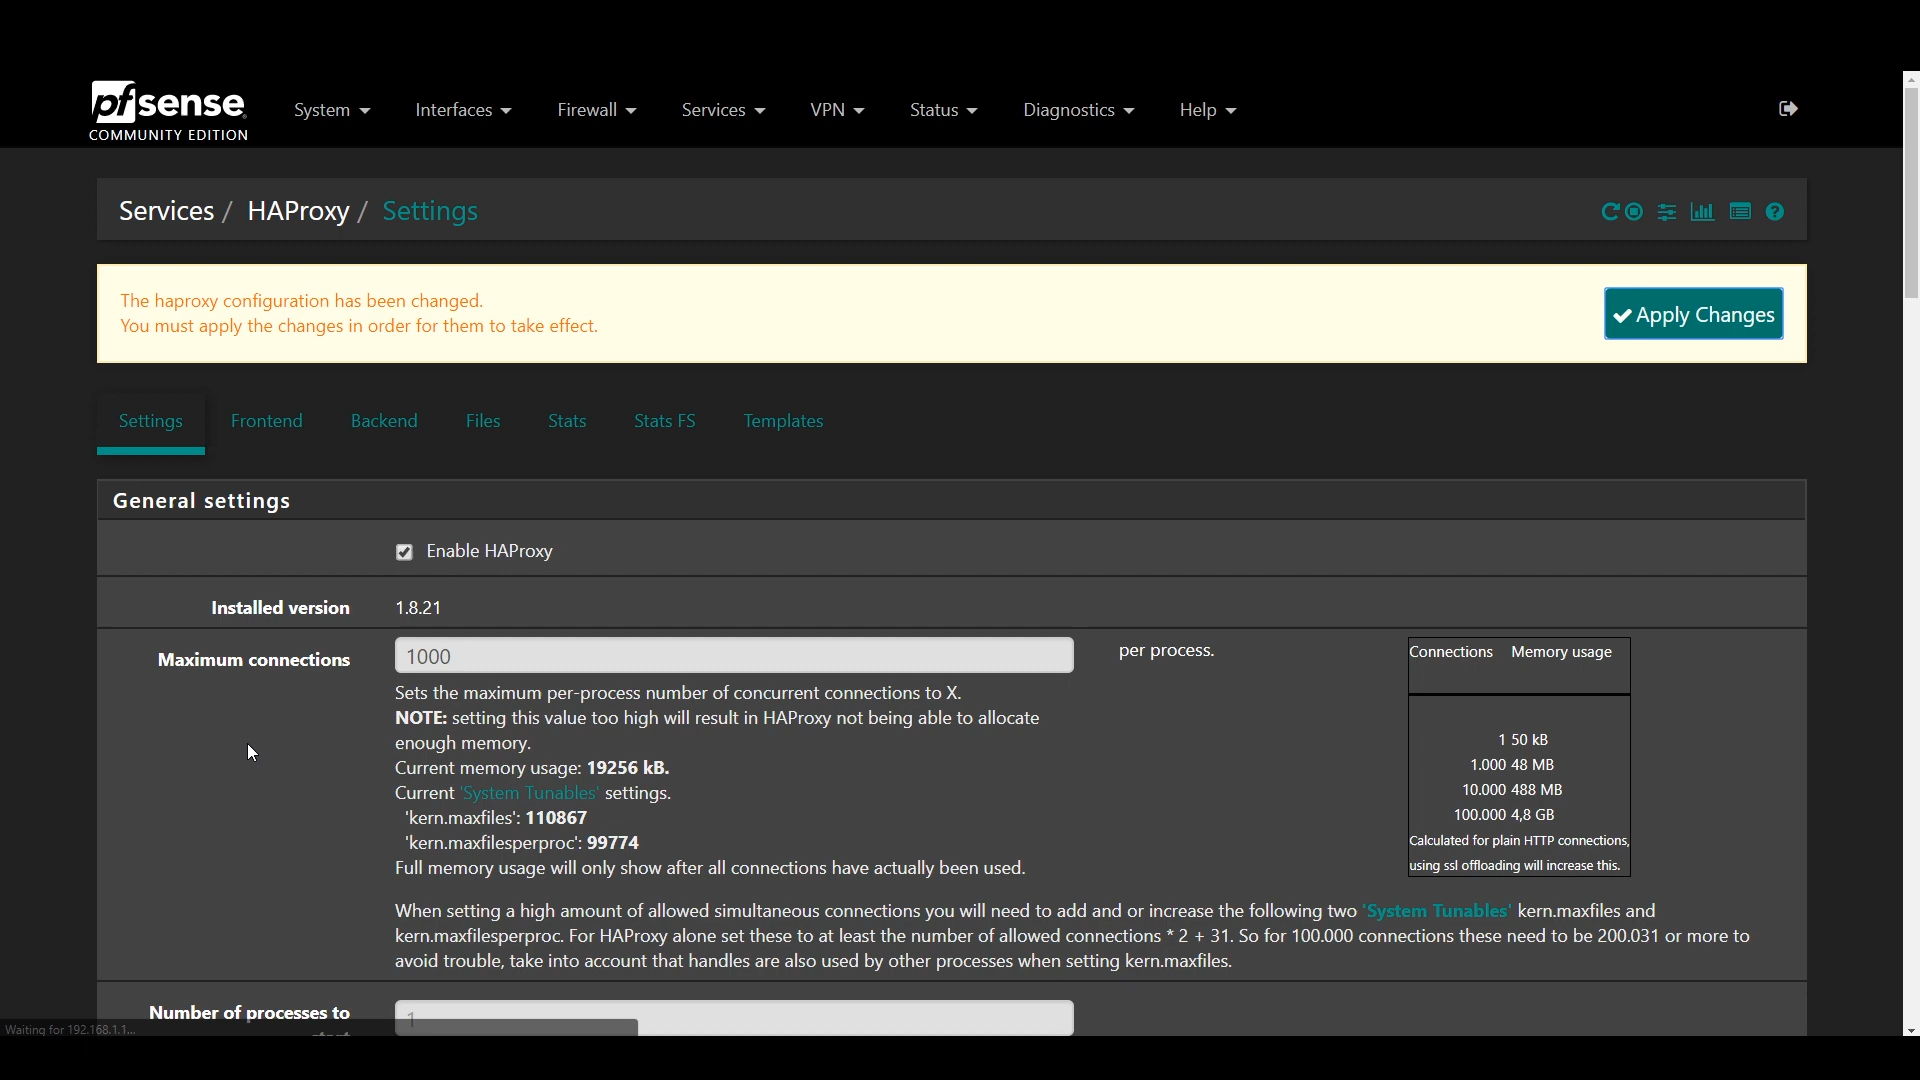 pfsense
COMMUNITY EDITION
System
Interfaces
Firewall
Services
VPN
Status
Diagnostics
Help
Services / HAProxy / Settings
The haproxy configuration has been changed.
You must apply the changes in order for them to take effect.
Apply Changes
Settings
Frontend
Backend
Files
Stats
Stats FS
Templates
General settings
Enable HAProxy
Installed version
1.8.21
Maximum connections
1000
per process.
Sets the maximum per-process number of concurrent connections to X.
NOTE: setting this value too high will result in HAProxy not being able to allocate
enough memory.
Current memory usage: 19256 kB.
Current 'System Tunables' settings.
'kern.maxfiles': 110867
'kern.maxfilesperproc': 99774
Full memory usage will only show after all connections have actually been used.
Connections Memory usage
1 50 kB
1.000 48 MB
10.000 488 MB
100.000 4,8 GB
Calculated for plain HTTP connections,
using ssl offloading will increase this.
When setting a high amount of allowed simultaneous connections you will need to add and or increase the following two 'System Tunables' kern.maxfiles and
kern.maxfilesperproc. For HAProxy alone set these to at least the number of allowed connections * 2 + 31. So for 100.000 connections these need to be 200.031 or more to
avoid trouble, take into account that handles are also used by other processes when setting kern.maxfiles.
Number of processes to
1
Waiting for 192.168.1.1...